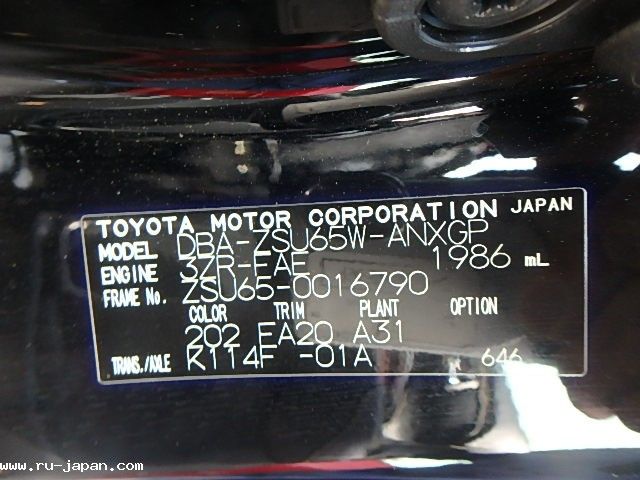 TOYOTA MOTOR CORPORATION JAPAN
MODEL DBA-ZSU65W-ANXGP
ENGINE 3ZR-FAE 1986 mL
FRAME No. ZSU65-0016790
COLOR TRIM PLANT OPTION
202 EA20 A31
TRANS./AXLE K114F -01A 646
www.ru-japan.com